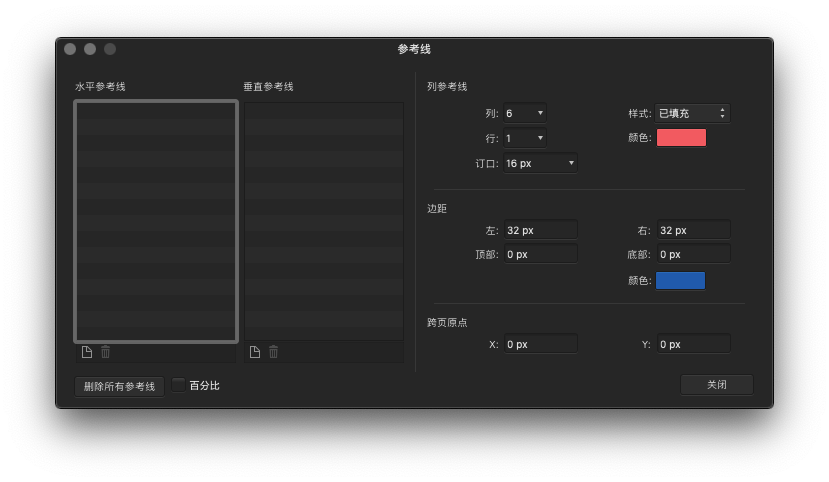 参考线
水平参考线
垂直参考线
删除所有参考线
百分比
列参考线
列: 6
样式: 已填充
行: 1
颜色:
订口: 16 px
边距
左: 32 px
右: 32 px
顶部: 0 px
底部: 0 px
颜色:
跨页原点
X: 0 px
Y: 0 px
关闭